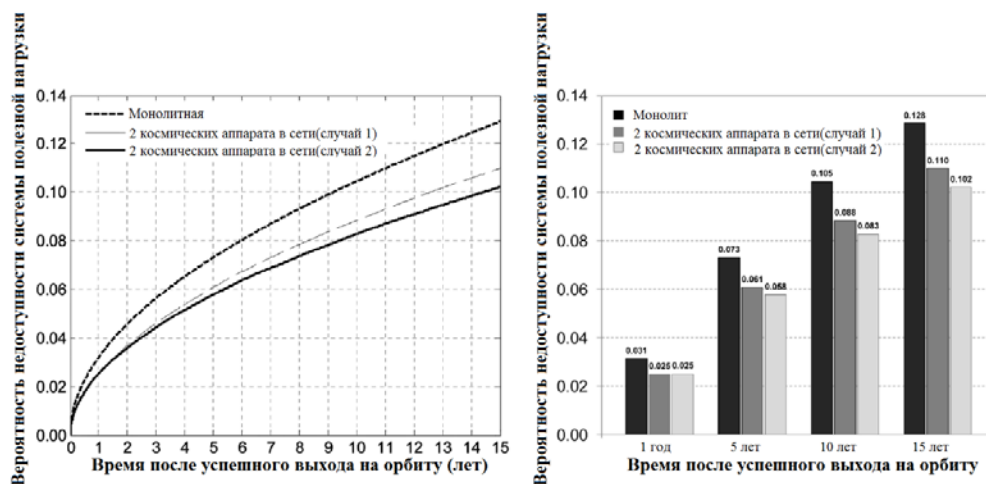 Вероятность недоступности системы полезной нагрузки
0.14
0.12
0.10
0.08
0.06
0.04
0.02
0.00
Монолитная
2 космических аппарата в сети(случай 1)
2 космических аппарата в сети(случай 2)
0 1 2 3 4 5 6 7 8 9 10 11 12 13 14 15
Время после успешного выхода на орбиту (лет)
Вероятность недоступности системы полезной нагрузки
0.14
0.12
0.10
0.08
0.06
0.04
0.02
0.00
Монолит
2 космических аппарата в сети(случай 1)
2 космических аппарата в сети(случай 2)
0.031 0.025 0.025
0.073 0.061 0.058
0.105 0.088 0.083
0.128 0.110 0.102
1 год 5 лет 10 лет 15 лет
Время после успешного выхода на орбиту